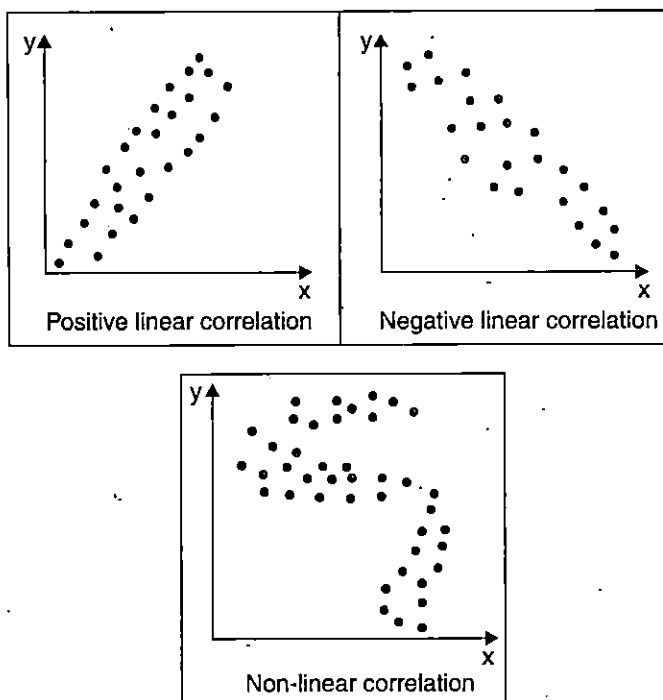 y
x
Positive linear correlation
y
x
Negative linear correlation
y
x
Non-linear correlation